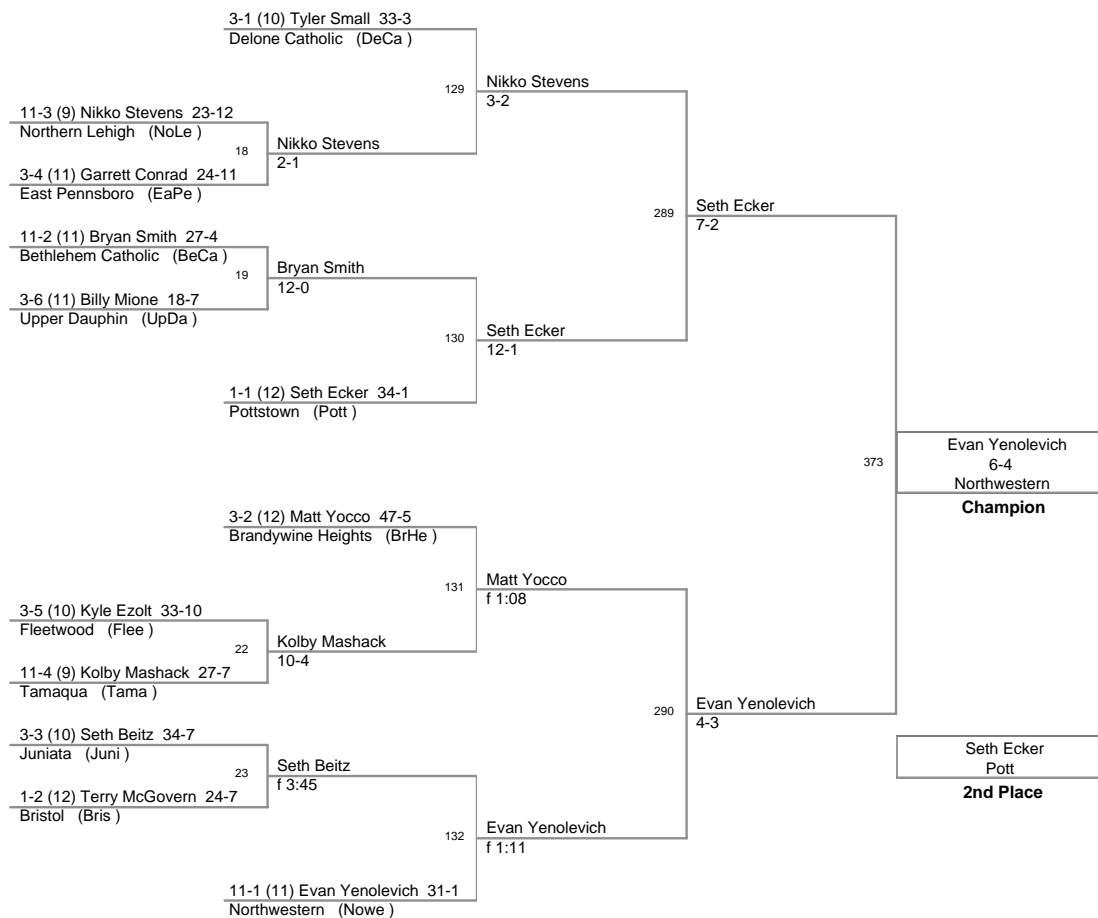 3-1 (10) Tyler Small 33-3
Delone Catholic (DeCa )
129
Nikko Stevens
3-2
11-3 (9) Nikko Stevens 23-12
Northern Lehigh (NoLe )
18
Nikko Stevens
2-1
3-4 (11) Garrett Conrad 24-11
East Pennsboro (EaPe )
289
Seth Ecker
7-2
11-2 (11) Bryan Smith 27-4
Bethlehem Catholic (BeCa )
19
Bryan Smith
12-0
3-6 (11) Billy Mione 18-7
Upper Dauphin (UpDa )
130
Seth Ecker
12-1
1-1 (12) Seth Ecker 34-1
Pottstown (Pott )
373
Evan Yenolevich
6-4
Northwestern
Champion
3-2 (12) Matt Yocco 47-5
Brandywine Heights (BrHe )
131
Matt Yocco
f 1:08
3-5 (10) Kyle Ezolt 33-10
Fleetwood (Flee )
22
Kolby Mashack
10-4
11-4 (9) Kolby Mashack 27-7
Tamaqua (Tama )
290
Evan Yenolevich
4-3
3-3 (10) Seth Beitz 34-7
Juniata (Juni )
23
Seth Beitz
f 3:45
1-2 (12) Terry McGovern 24-7
Bristol (Bris )
132
Evan Yenolevich
f 1:11
11-1 (11) Evan Yenolevich 31-1
Northwestern (Nowe )
Seth Ecker
Pott
2nd Place